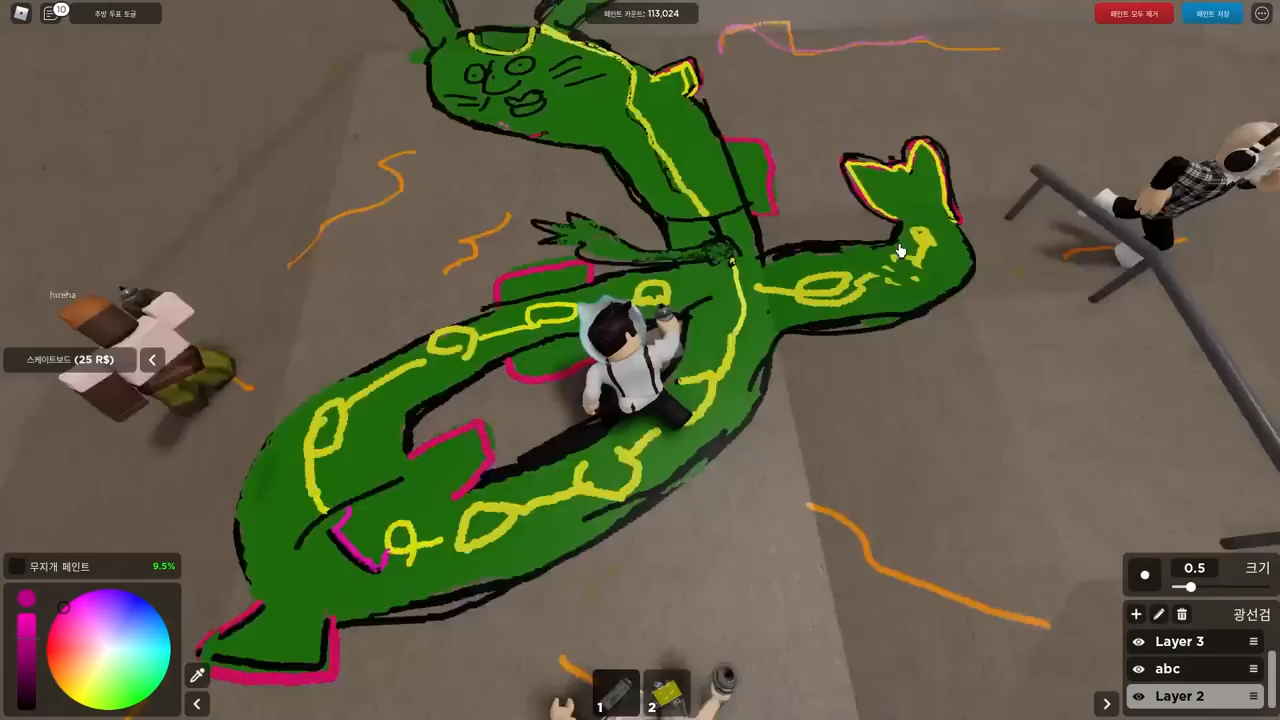 10
추방 투표 토글
페인트 카운트: 113,024
페인트 모두 제거
페인트 저장
hireha
스케이트보드 (25 R$)
무지개 페인트
9.5%
0.5
크기
광선검
Layer 3
abc
Layer 2
1
2